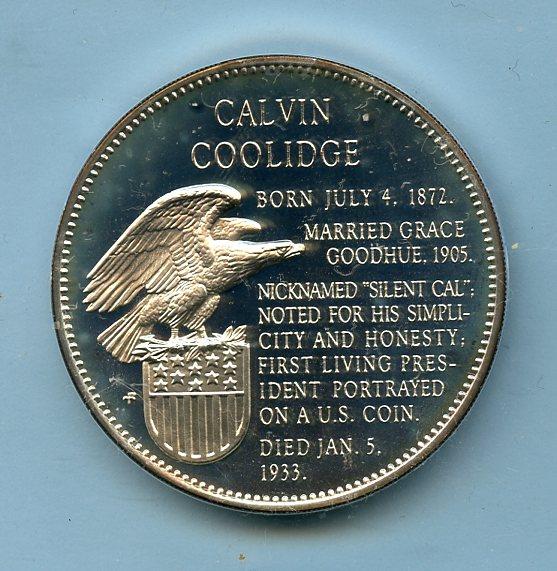 CALVIN
COOLIDGE
BORN JULY 4, 1872.
MARRIED GRACE
GOODHUE, 1905.
NICKNAMED "SILENT CAL";
NOTED FOR HIS SIMPLI-
CITY AND HONESTY;
FIRST LIVING PRES-
IDENT PORTRAYED
ON A U.S. COIN.
DIED JAN. 5,
1933.